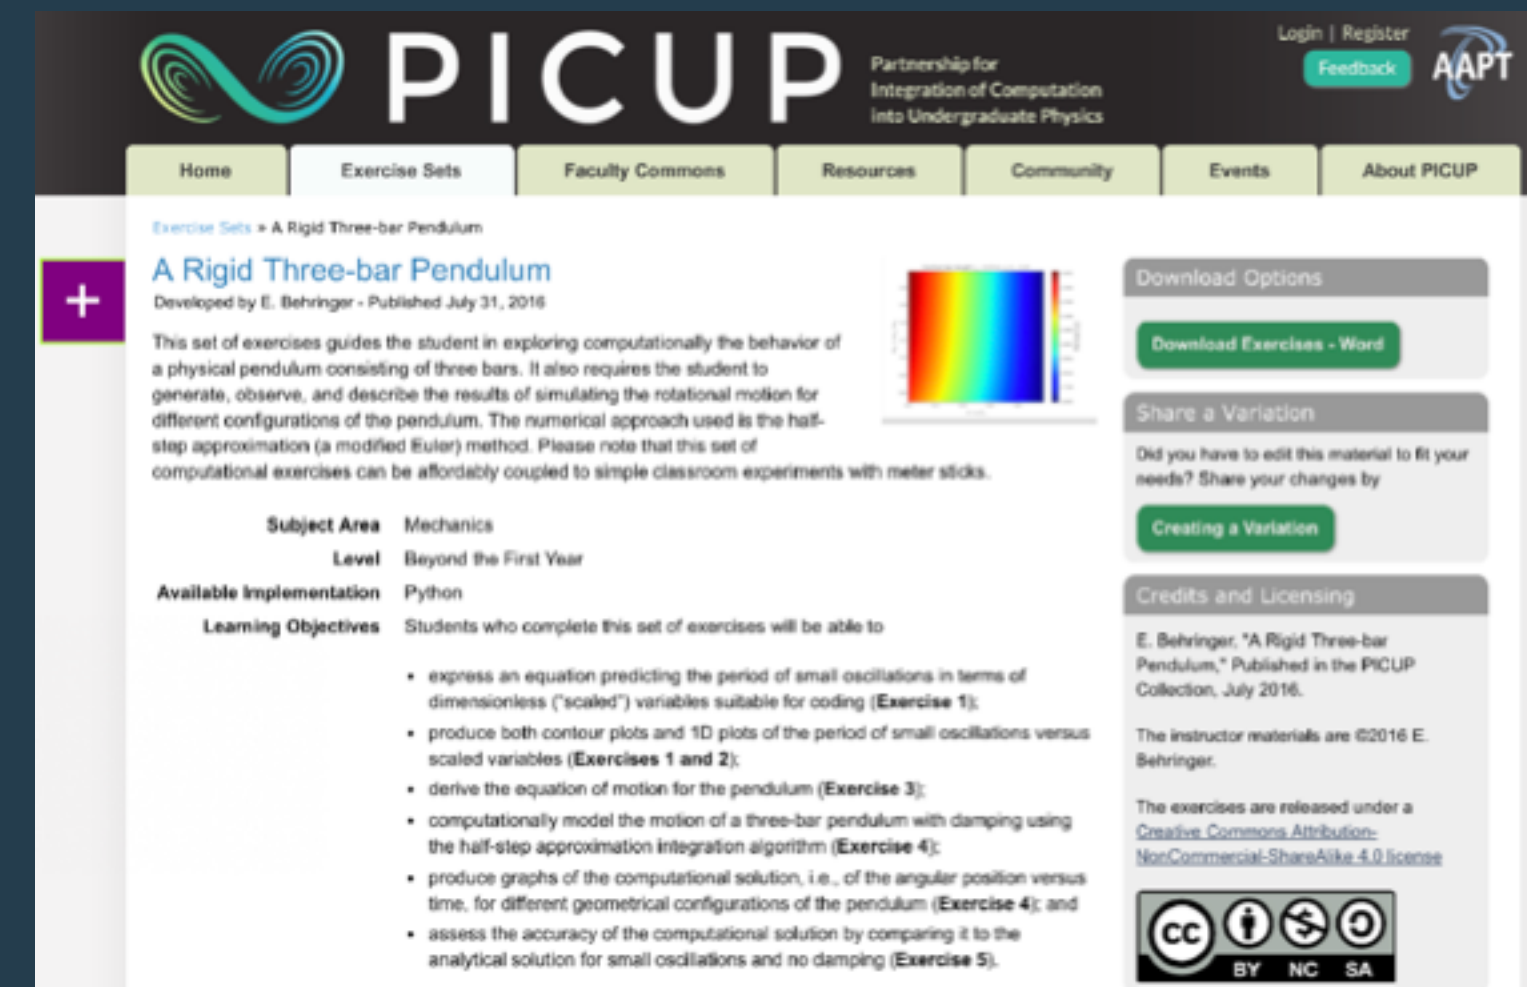 PICUP
Partnership for
Integration of Computation
into Undergraduate Physics
Login | Register
Feedback
AAPT
Home
Exercise Sets
Faculty Commons
Resources
Community
Events
About PICUP
Exercise Sets » A Rigid Three-bar Pendulum
+
A Rigid Three-bar Pendulum
Developed by E. Behringer - Published July 31, 2016
This set of exercises guides the student in exploring computationally the behavior of
a physical pendulum consisting of three bars. It also requires the student to
generate, observe, and describe the results of simulating the rotational motion for
different configurations of the pendulum. The numerical approach used is the half-
step approximation (a modified Euler) method. Please note that this set of
computational exercises can be affordably coupled to simple classroom experiments with meter sticks.
Subject Area Mechanics
Level Beyond the First Year
Available Implementation Python
Learning Objectives Students who complete this set of exercises will be able to
• express an equation predicting the period of small oscillations in terms of
dimensionless ("scaled") variables suitable for coding (Exercise 1);
• produce both contour plots and 1D plots of the period of small oscillations versus
scaled variables (Exercises 1 and 2);
• derive the equation of motion for the pendulum (Exercise 3);
• computationally model the motion of a three-bar pendulum with damping using
the half-step approximation integration algorithm (Exercise 4);
• produce graphs of the computational solution, i.e., of the angular position versus
time, for different geometrical configurations of the pendulum (Exercise 4); and
• assess the accuracy of the computational solution by comparing it to the
analytical solution for small oscillations and no damping (Exercise 5).
Download Options
Download Exercises - Word
Share a Variation
Did you have to edit this material to fit your
needs? Share your changes by
Creating a Variation
Credits and Licensing
E. Behringer, "A Rigid Three-bar
Pendulum," Published in the PICUP
Collection, July 2016.
The instructor materials are ©2016 E.
Behringer.
The exercises are released under a
Creative Commons Attribution-
NonCommercial-ShareAlike 4.0 license
cc
BY NC SA